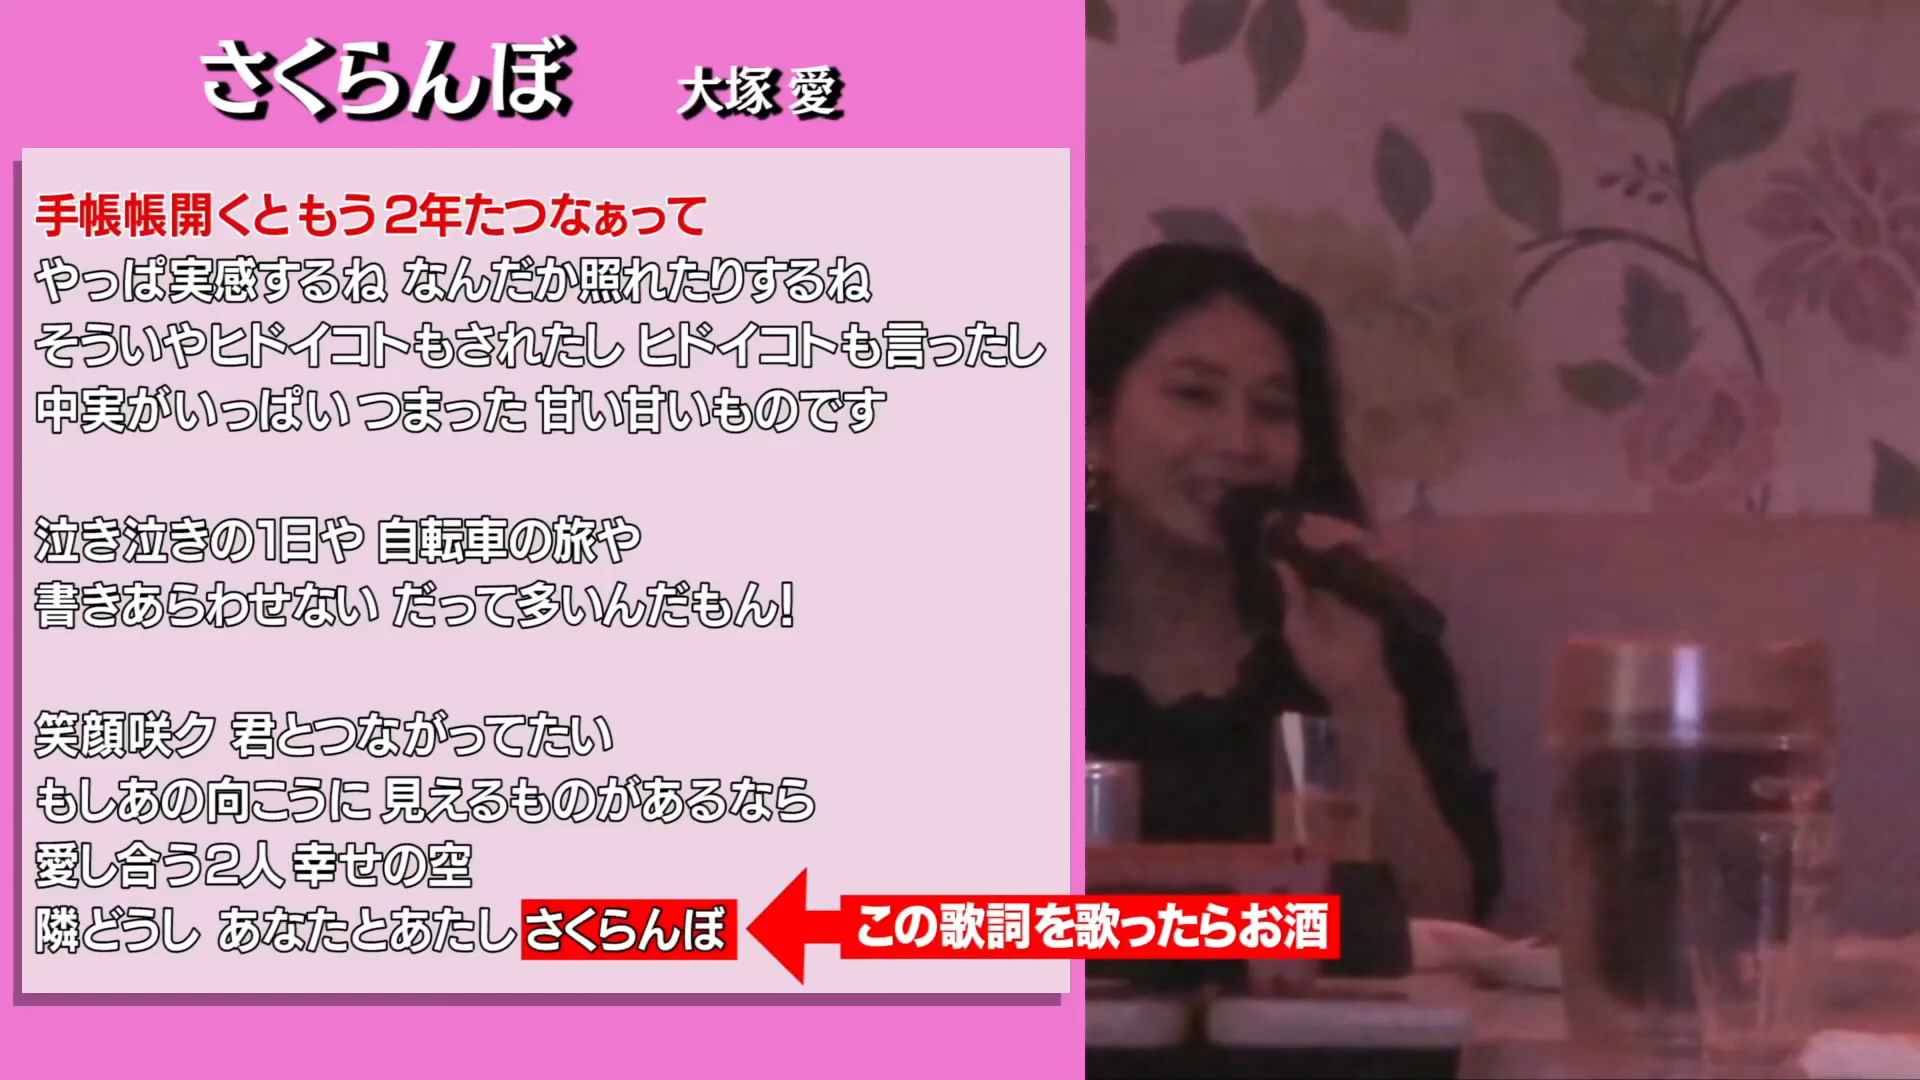 さくらんぼ 大塚 愛
手帳帳開くともう2年たつなぁって
やっぱ実感するね なんだか照れたりするね
そういやヒドイコトもされたし ヒドイコトも言ったし
中実がいっぱい つまった 甘い甘いものです
泣き泣きの1日や 自転車の旅や
書きあらわせない だって多いんだもん!
笑顔咲ク 君とつながってたい
もしあの向こうに 見えるものがあるなら
愛し合う2人 幸せの空
隣どうし あなたとあたし さくらんぼ
この歌詞を歌ったらお酒